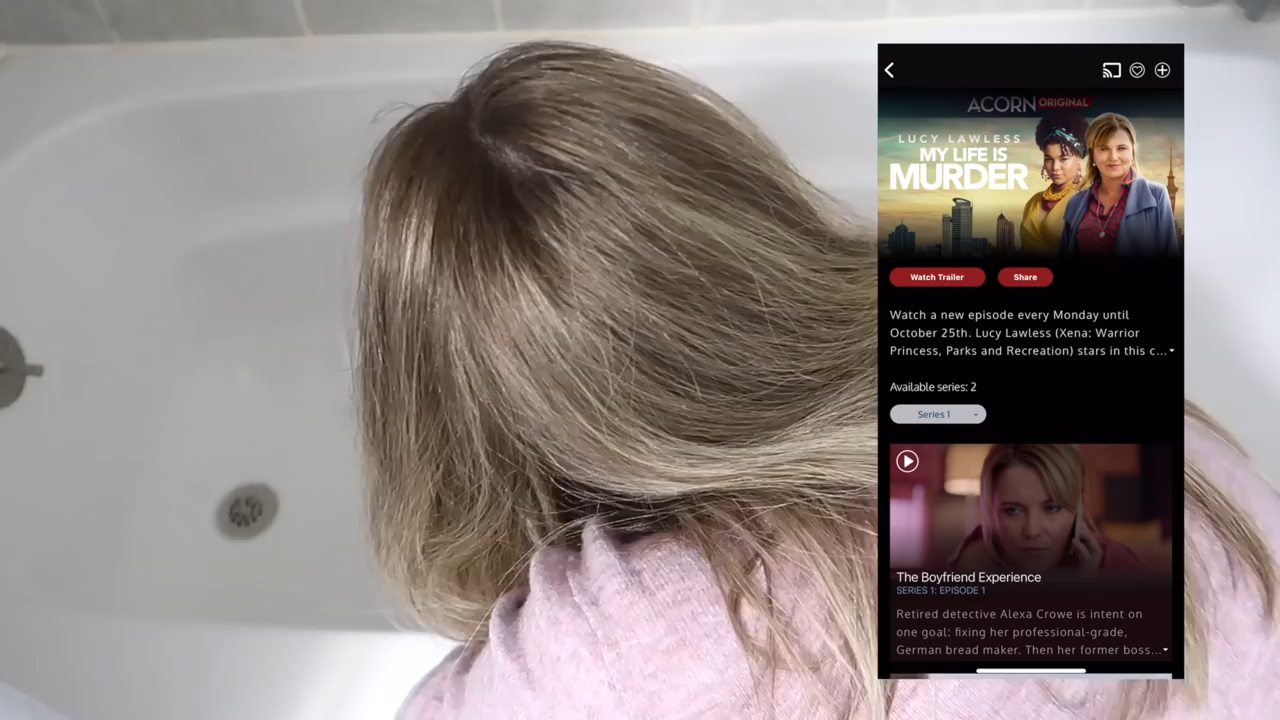 ACORN ORIGINAL
LUCY LAWLESS
MY LIFE IS
MURDER
Watch Trailer
Share
Watch a new episode every Monday until
October 25th. Lucy Lawless (Xena: Warrior
Princess, Parks and Recreation) stars in this c...
Available series: 2
Series 1
The Boyfriend Experience
SERIES 1: EPISODE 1
Retired detective Alexa Crowe is intent on
one goal: fixing her professional-grade,
German bread maker. Then her former boss...